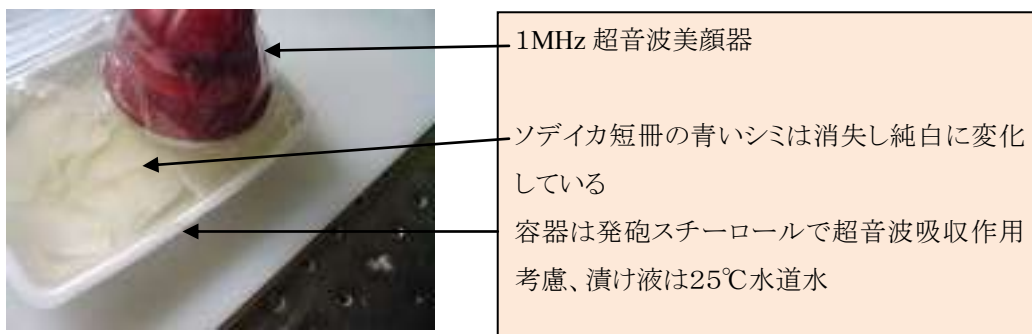 1MHz 超音波美顔器
ソデイカ短冊の青いシミは消失し純白に変化
している
容器は発砲スチーロールで超音波吸収作用
考慮、漬け液は25℃水道水